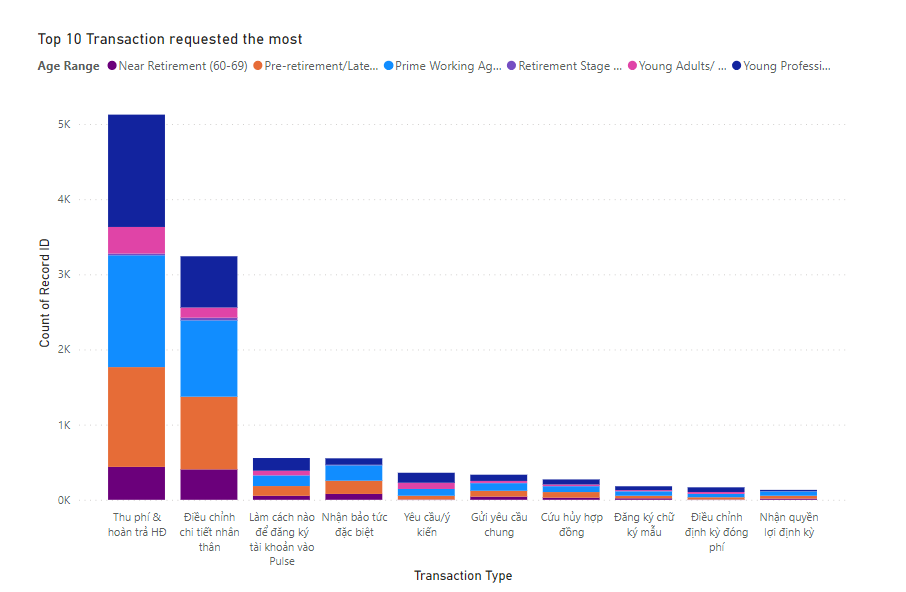 Top 10 Transaction requested the most
Age Range Near Retirement (60-69) Pre-retirement/Late... Prime Working Ag... Retirement Stage ... Young Adults/ ... Young Professi...
5K
4K
3K
2K
1K
0K
Count of Record ID
Thu phí &
hoàn trả HĐ
Điều chỉnh
chi tiết nhân
thân
Làm cách nào
để đăng ký
tài khoản vào
Pulse
Nhận bảo tức
đặc biệt
Yêu cầu/ý
kiến
Gửi yêu cầu
chung
Cứu hủy hợp
đồng
Đăng ký chữ
ký mẫu
Điều chỉnh
định kỳ đóng
phí
Nhận quyền
lợi định kỳ
Transaction Type